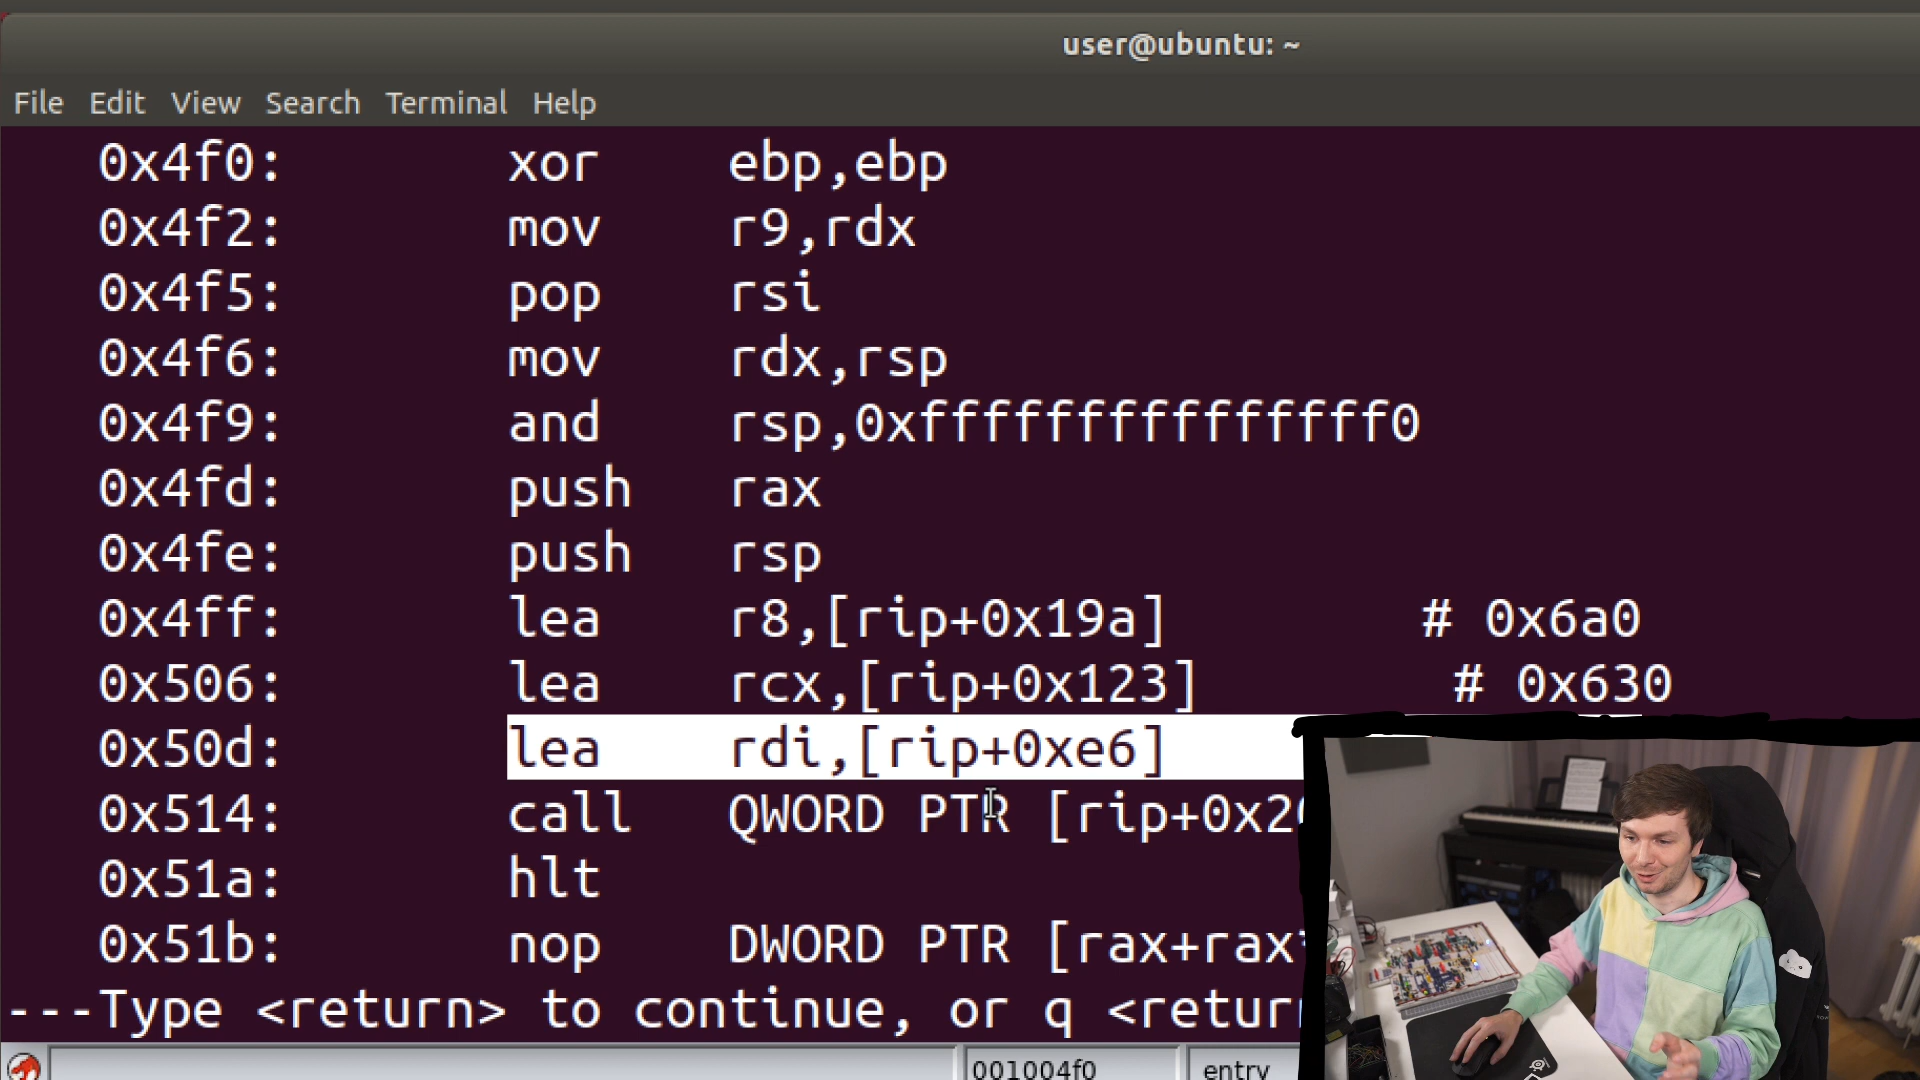 user@ubuntu: ~
File Edit View Search Terminal Help
0x4f0: xor ebp,ebp
0x4f2: mov r9,rdx
0x4f5: pop rsi
0x4f6: mov rdx,rsp
0x4f9: and rsp,0xfffffffffffffff0
0x4fd: push rax
0x4fe: push rsp
0x4ff: lea r8,[rip+0x19a] # 0x6a0
0x506: lea rcx,[rip+0x123] # 0x630
0x50d: lea rdi,[rip+0xe6]
0x514: call QWORD PTR [rip+0x2
0x51a: hlt
0x51b: nop DWORD PTR [rax+rax
---Type <return> to continue, or q <return
001004f0 entry